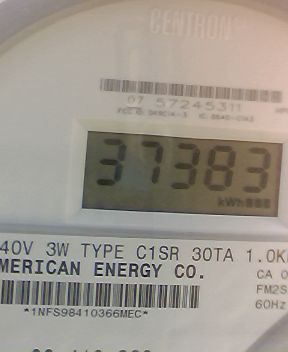 CENTRON
07 57245311
37383
kWh
40V 3W TYPE C1SR 30TA 1.0K
MERICAN ENERGY CO.
CA 0
FM2S
60Hz
*1NFS98410366MEC*